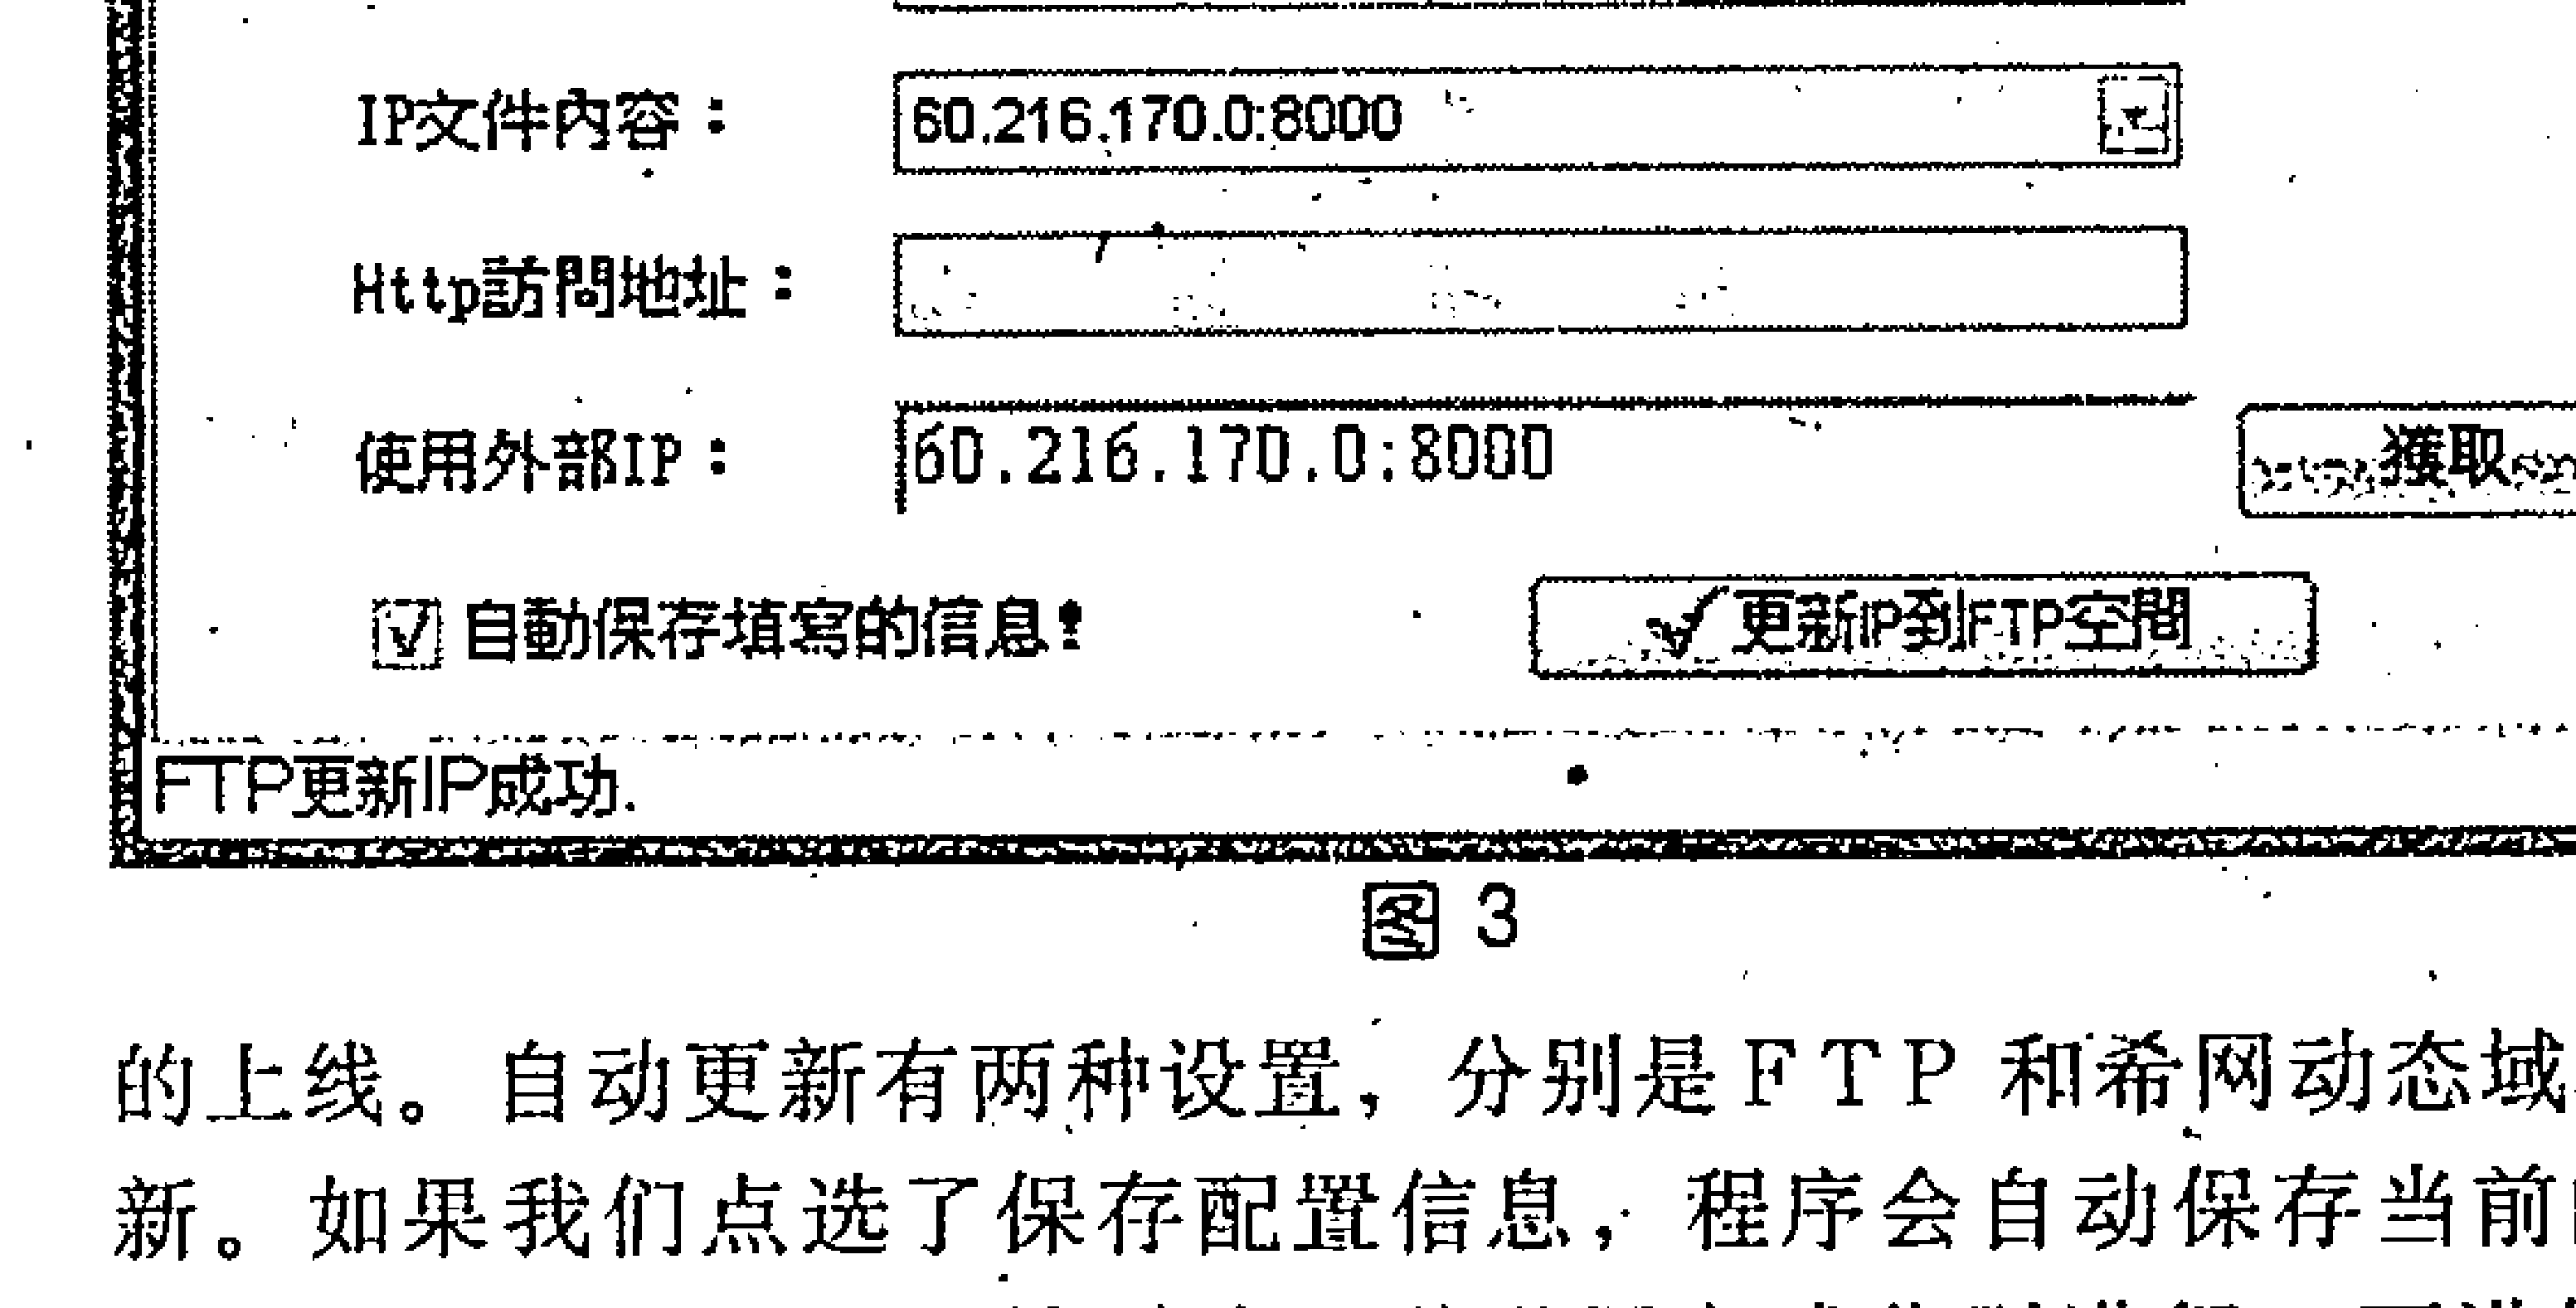 IP文件內容：
60.216.170.0:8000
Http訪問地址：
使用外部IP：
60.216.170.0:8000
獲取
自動保存填寫的信息!
更新IP到FTP空間
FTP更新IP成功.
图 3
的上线。自动更新有两种设置，分别是FTP 和希网动态域
新。如果我们点选了保存配置信息，程序会自动保存当前